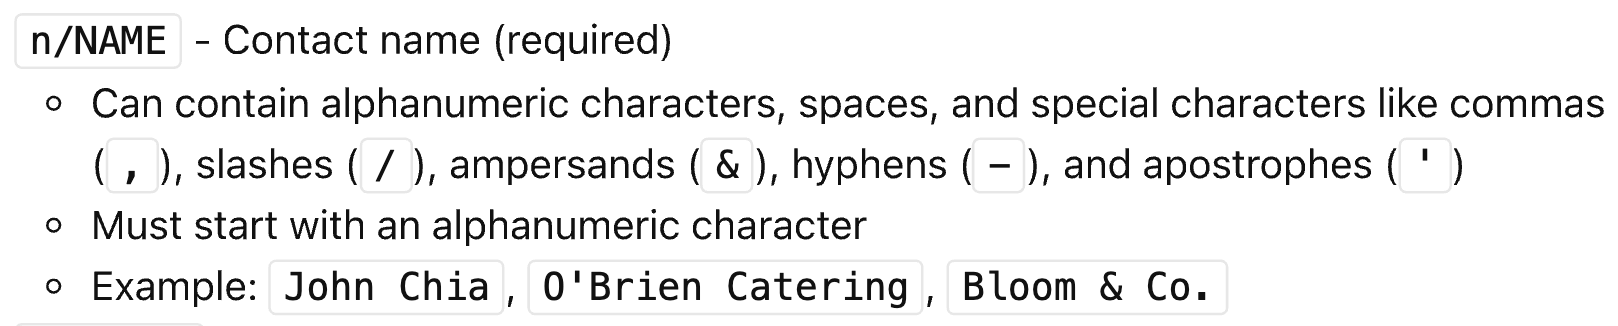 n/NAME - Contact name (required)
◦ Can contain alphanumeric characters, spaces, and special characters like commas
( , ), slashes ( / ), ampersands ( & ), hyphens ( - ), and apostrophes ( ' )
◦ Must start with an alphanumeric character
◦ Example: John Chia , O'Brien Catering , Bloom & Co.